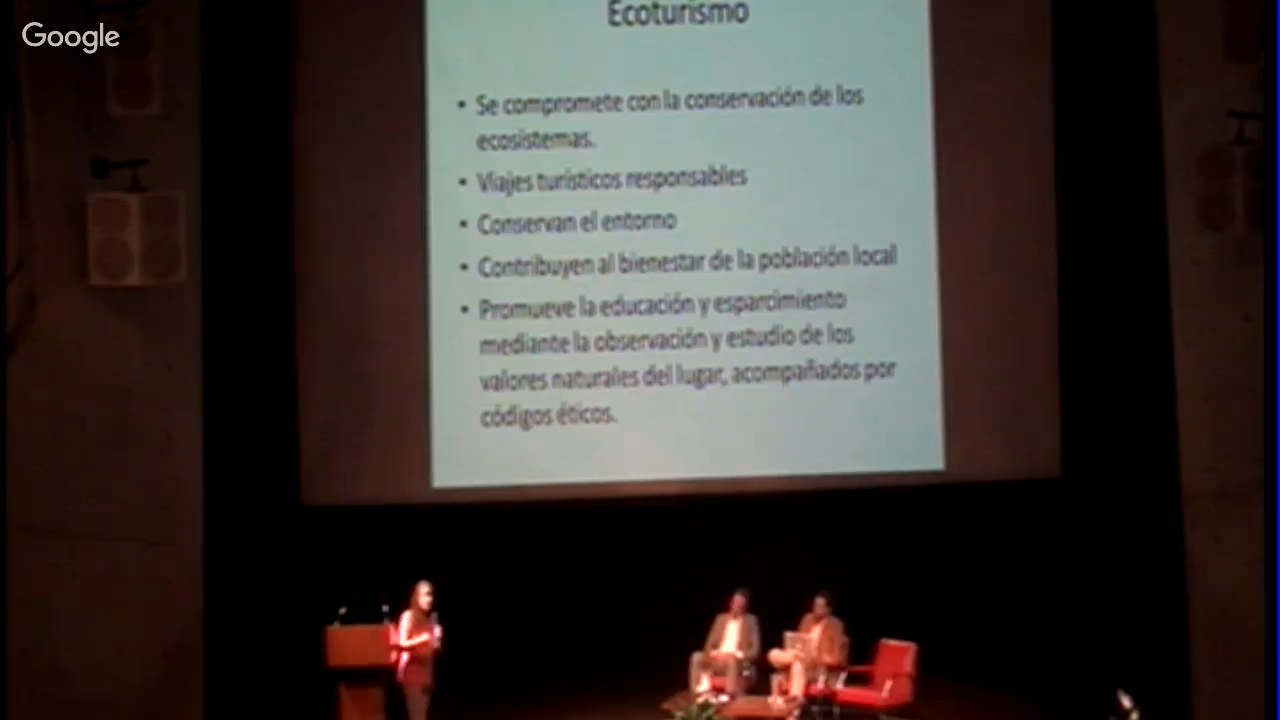 Google
Ecoturismo
• Se compromete con la conservación de los
ecosistemas.
• Viajes turísticos responsables
• Conservan el entorno
• Contribuyen al bienestar de la población local
• Promueve la educación y esparcimiento
mediante la observación y estudio de los
valores naturales del lugar, acompañados por
códigos éticos.